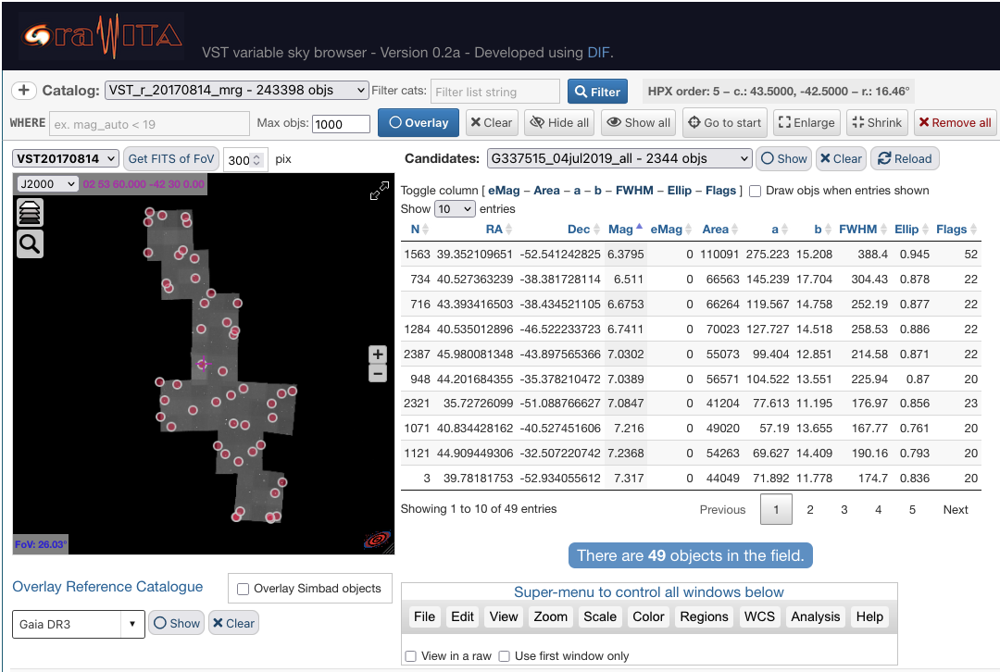 GraWITA
VST variable sky browser - Version 0.2a - Developed using DIF.
+ Catalog: VST_r_20170814_mrg - 243398 objs Filter cats: Filter list string Filter HPX order: 5 – c.: 43.5000, -42.5000 – r.: 16.46°
WHERE ex. mag_auto < 19 Max objs: 1000 Overlay Clear Hide all Show all Go to start Enlarge Shrink Remove all
VST20170814 Get FITS of FoV 300 pix
J2000 02 53 60.000 -42 30 0.00
+
−
FoV: 26.03°
Overlay Reference Catalogue Overlay Simbad objects
Gaia DR3 Show Clear
Candidates: G337515_04jul2019_all - 2344 objs Show Clear Reload
Toggle column [ eMag – Area – a – b – FWHM – Ellip – Flags ] Draw objs when entries shown
Show 10 entries
N RA Dec Mag eMag Area a b FWHM Ellip Flags
1563 39.352109651 -52.541242825 6.3795 0 110091 275.223 15.208 388.4 0.945 52
734 40.527363239 -38.381728114 6.511 0 66563 145.239 17.704 304.43 0.878 22
716 43.393416503 -38.434521105 6.6753 0 66264 119.567 14.758 252.19 0.877 22
1284 40.535012896 -46.522233723 6.7411 0 70023 127.727 14.518 258.53 0.886 22
2387 45.980081348 -43.897565366 7.0302 0 55073 99.404 12.851 214.58 0.871 22
948 44.201684355 -35.378210472 7.0389 0 56571 104.522 13.551 225.94 0.87 20
2321 35.72726099 -51.088766627 7.0847 0 41204 77.613 11.195 176.97 0.856 23
1071 40.834428162 -40.527451606 7.216 0 49020 57.19 13.655 167.77 0.761 20
1121 44.909449306 -32.507220742 7.2368 0 54263 69.627 14.409 190.16 0.793 20
3 39.78181753 -52.934055612 7.317 0 44049 71.892 11.778 174.7 0.836 20
Showing 1 to 10 of 49 entries Previous 1 2 3 4 5 Next
There are 49 objects in the field.
Super-menu to control all windows below
File Edit View Zoom Scale Color Regions WCS Analysis Help
View in a raw Use first window only